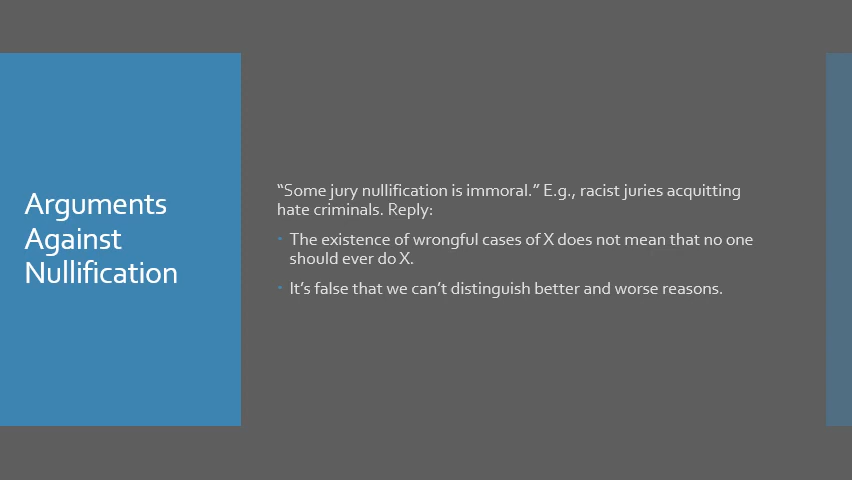 Arguments
Against
Nullification
“Some jury nullification is immoral.” E.g., racist juries acquitting
hate criminals. Reply:
The existence of wrongful cases of X does not mean that no one
should ever do X.
It’s false that we can’t distinguish better and worse reasons.